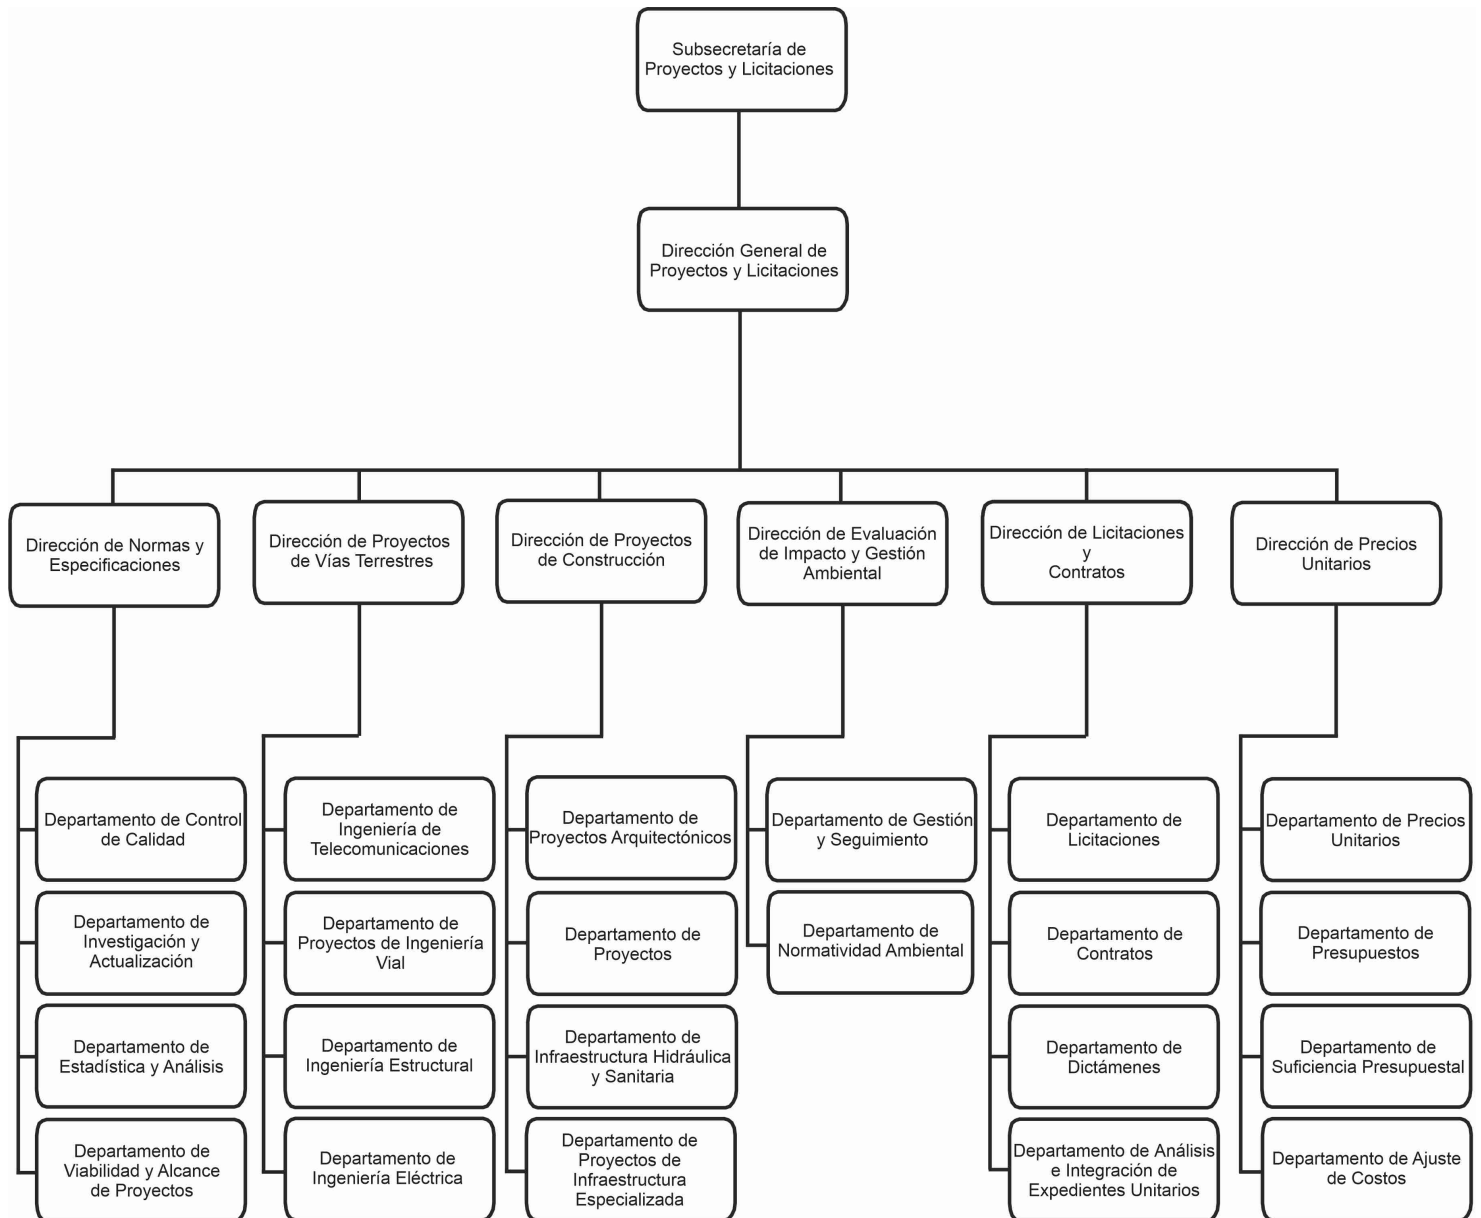 Subsecretaría de
Proyectos y Licitaciones
Dirección General de
Proyectos y Licitaciones
Dirección de Normas y
Especificaciones
Dirección de Proyectos
de Vías Terrestres
Dirección de Proyectos
de Construcción
Dirección de Evaluación
de Impacto y Gestión
Ambiental
Dirección de Licitaciones
y
Contratos
Dirección de Precios
Unitarios
Departamento de Control
de Calidad
Departamento de
Investigación y
Actualización
Departamento de
Estadística y Análisis
Departamento de
Viabilidad y Alcance
de Proyectos
Departamento de
Ingeniería de
Telecomunicaciones
Departamento de
Proyectos de Ingeniería
Vial
Departamento de
Ingeniería Estructural
Departamento de
Ingeniería Eléctrica
Departamento de
Proyectos Arquitectónicos
Departamento de
Proyectos
Departamento de
Infraestructura Hidráulica
y Sanitaria
Departamento de
Proyectos de
Infraestructura
Especializada
Departamento de Gestión
y Seguimiento
Departamento de
Normatividad Ambiental
Departamento de
Licitaciones
Departamento de
Contratos
Departamento de
Dictámenes
Departamento de Análisis
e Integración de
Expedientes Unitarios
Departamento de Precios
Unitarios
Departamento de
Presupuestos
Departamento de
Suficiencia Presupuestal
Departamento de Ajuste
de Costos